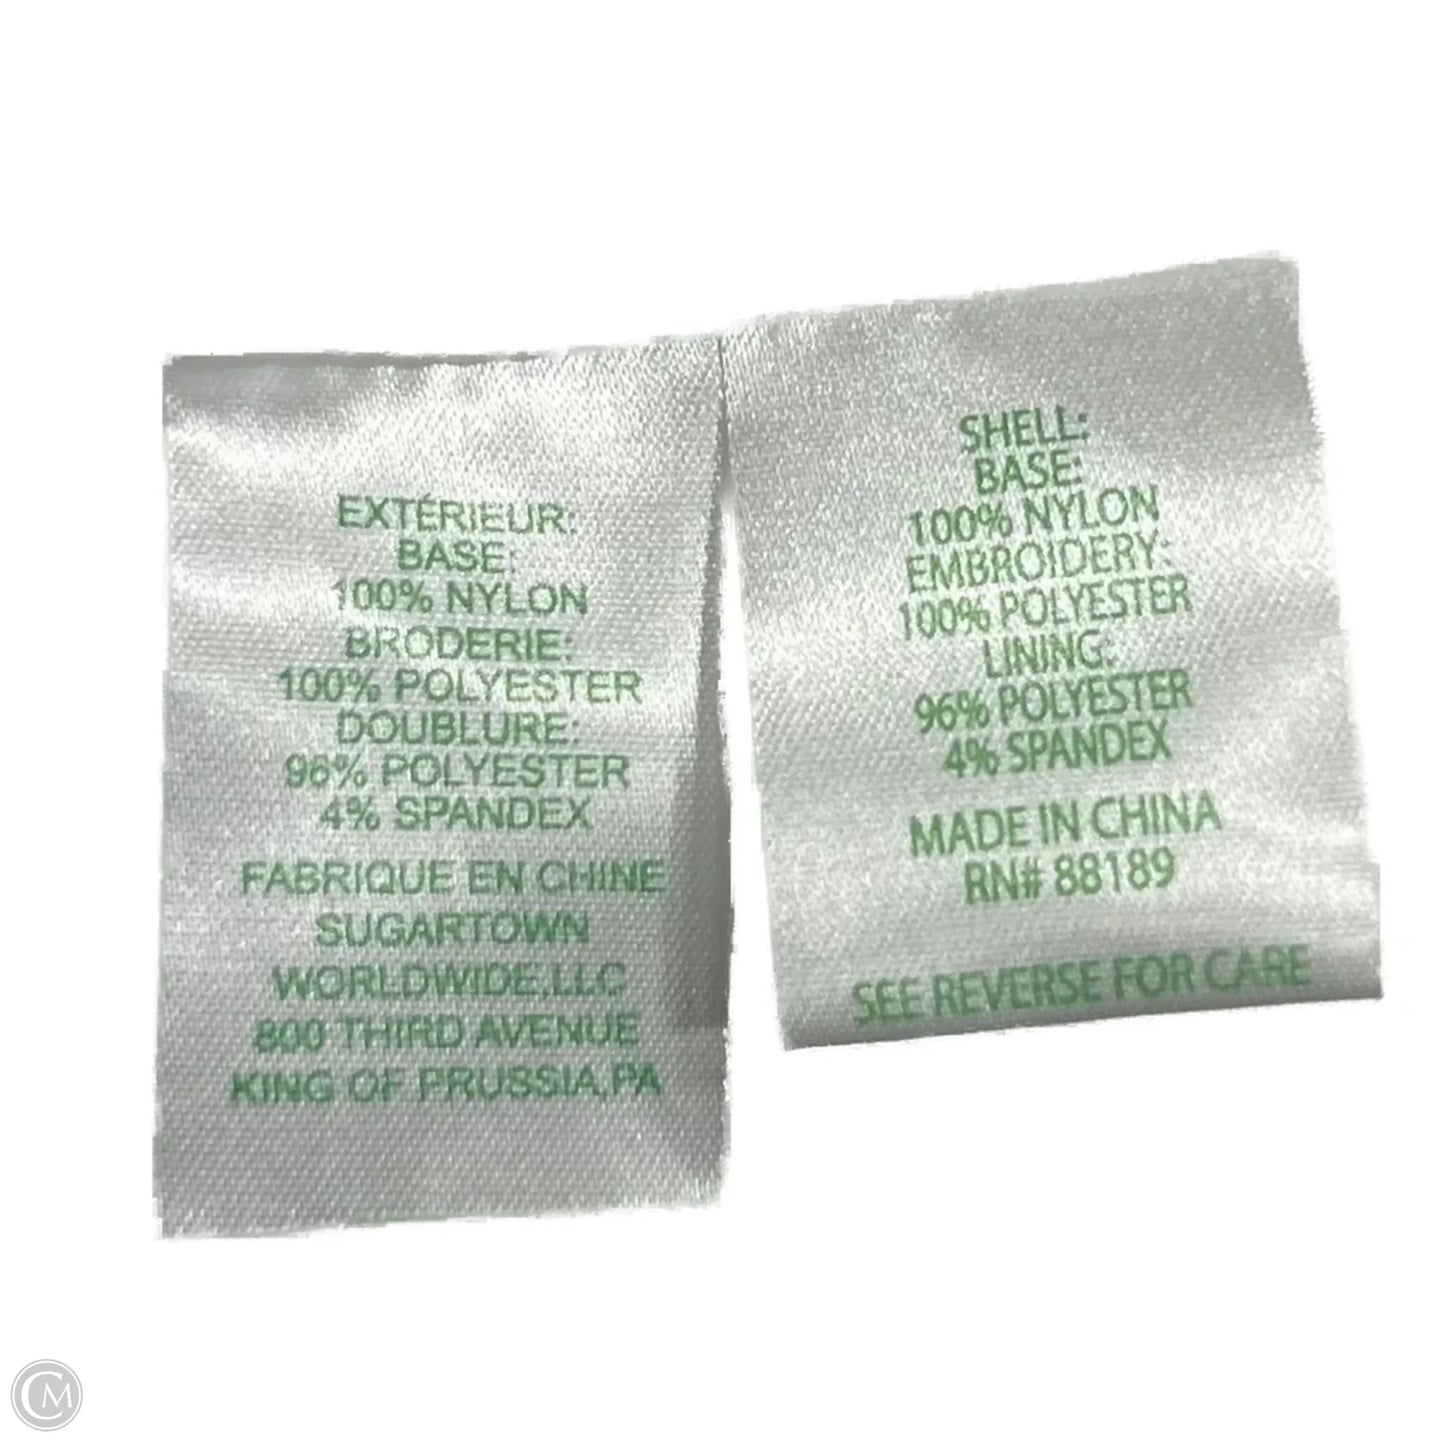 EXTÉRIEUR:
BASE:
100% NYLON
BRODERIE:
100% POLYESTER
DOUBLURE:
96% POLYESTER
4% SPANDEX
FABRIQUE EN CHINE
SUGARTOWN
WORLDWIDE,LLC
800 THIRD AVENUE
KING OF PRUSSIA,PA
SHELL:
BASE:
100% NYLON
EMBROIDERY:
100% POLYESTER
LINING:
96% POLYESTER
4% SPANDEX
MADE IN CHINA
RN# 88189
SEE REVERSE FOR CARE
CM